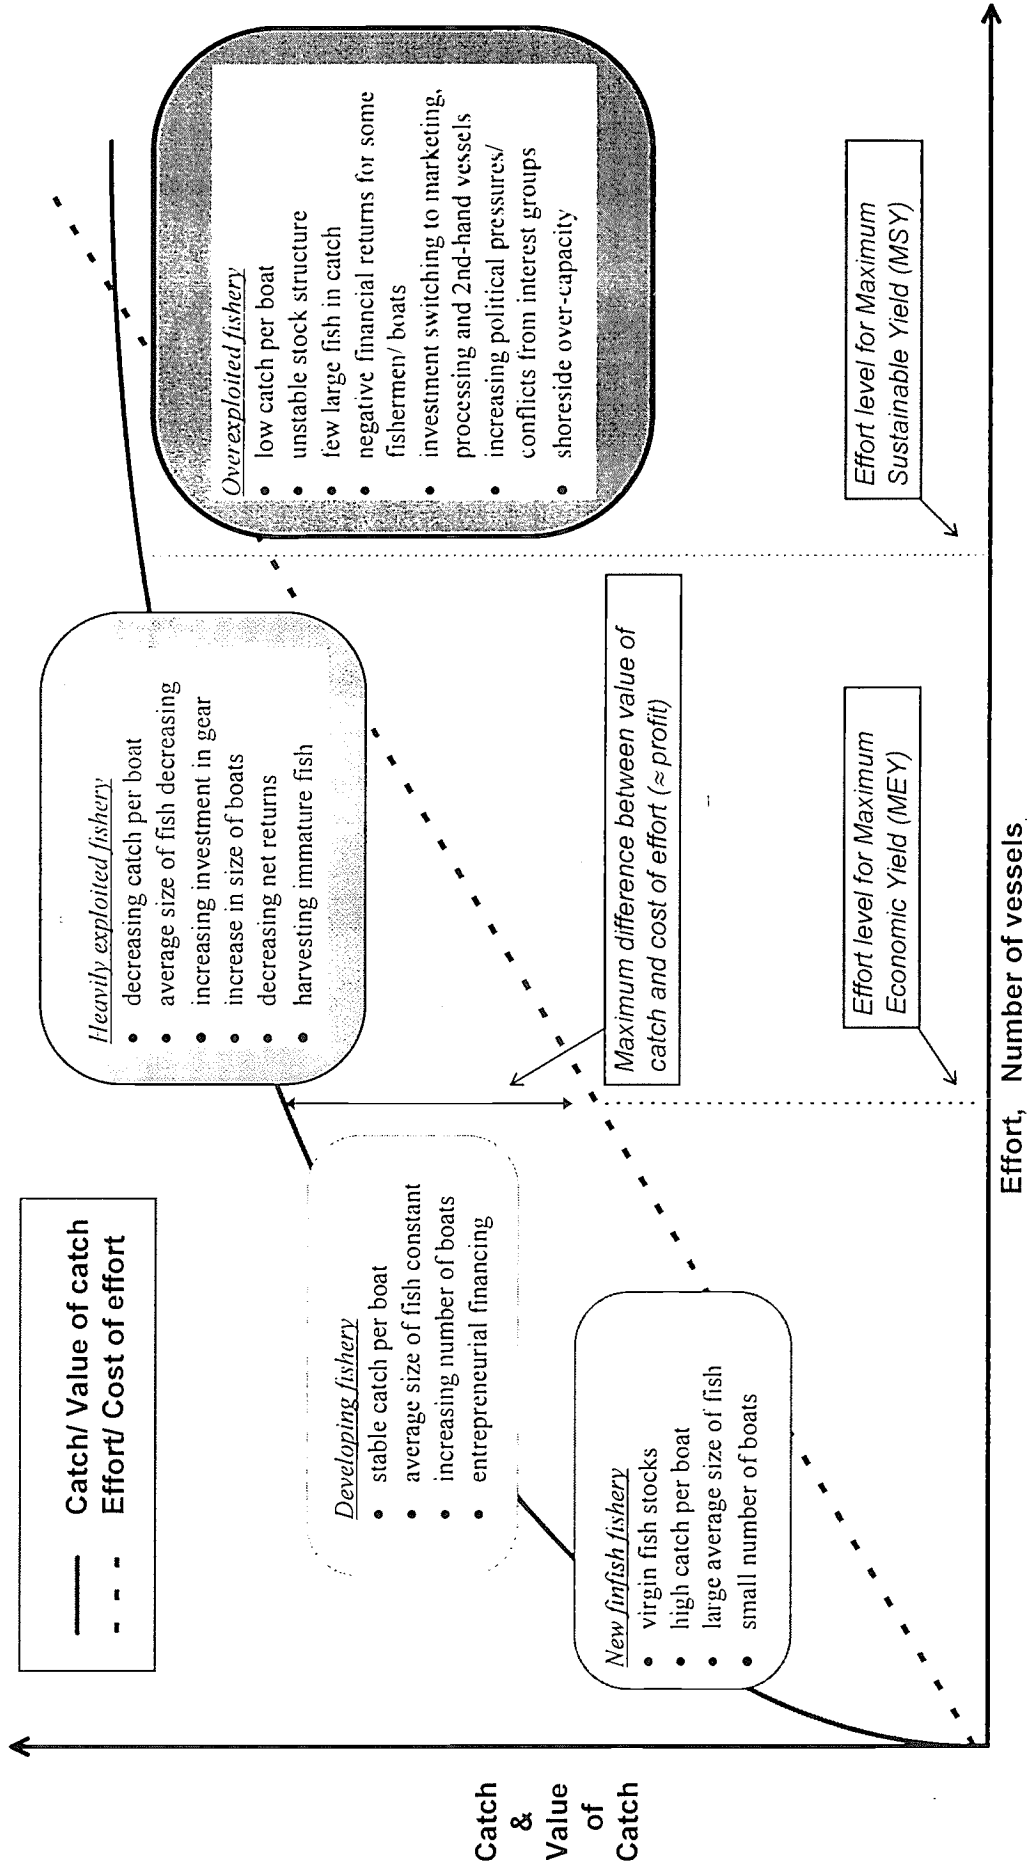 Catch
&
Value
of
Catch
Catch/ Value of catch
Effort/ Cost of effort
New finfish fishery
• virgin fish stocks
• high catch per boat
• large average size of fish
• small number of boats
Developing fishery
• stable catch per boat
• average size of fish constant
• increasing number of boats
• entrepreneurial financing
Heavily exploited fishery
• decreasing catch per boat
• average size of fish decreasing
• increasing investment in gear
• increase in size of boats
• decreasing net returns
• harvesting immature fish
Overexploited fishery
• low catch per boat
• unstable stock structure
• few large fish in catch
• negative financial returns for some
fishermen/ boats
• investment switching to marketing,
processing and 2nd-hand vessels
• increasing political pressures/
conflicts from interest groups
• shoreside over-capacity
Maximum difference between value of
catch and cost of effort (≈ profit)
Effort level for Maximum
Economic Yield (MEY)
Effort level for Maximum
Sustainable Yield (MSY)
Effort, Number of vessels